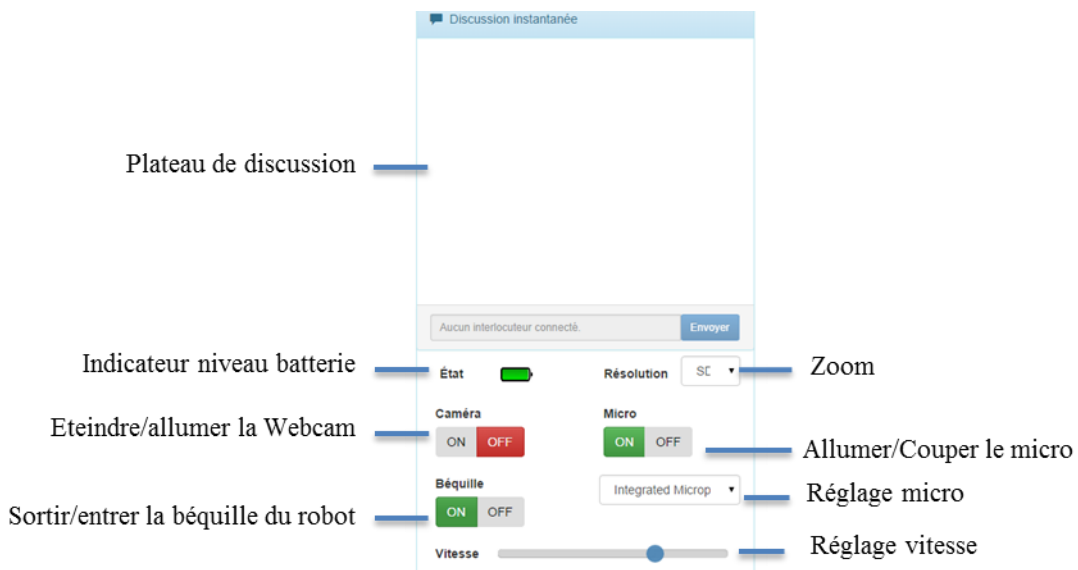 Discussion instantanée
Plateau de discussion
Aucun interlocuteur connecté.
Envoyer
Indicateur niveau batterie
État
Résolution
SD
Zoom
Caméra
Micro
Eteindre/allumer la Webcam
ON OFF
ON OFF
Allumer/Couper le micro
Béquille
Integrated Microp
Réglage micro
Sortir/entrer la béquille du robot
ON OFF
Vitesse
Réglage vitesse